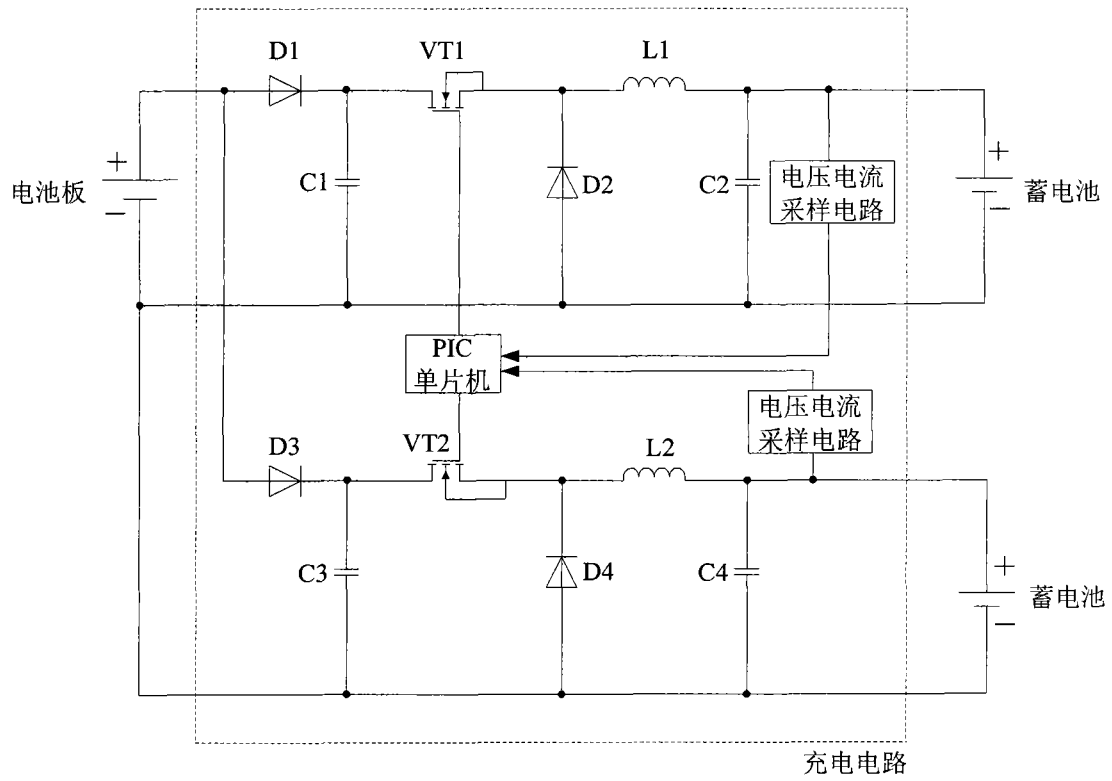 D1
VT1
L1
+
电池板
−
C1
D2
C2
电压电流
采样电路
+
蓄电池
−
PIC
单片机
电压电流
采样电路
D3
VT2
L2
C3
D4
C4
+
蓄电池
−
充电电路